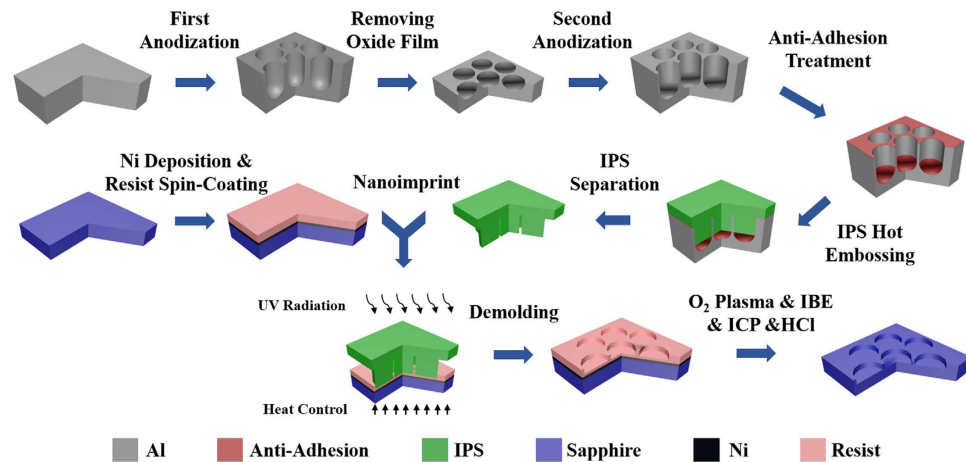 First
Anodization
Removing
Oxide Film
Second
Anodization
Anti-Adhesion
Treatment
Ni Deposition &
Resist Spin-Coating
Nanoimprint
IPS
Separation
IPS Hot
Embossing
UV Radiation
Heat Control
Demolding
O₂ Plasma & IBE
& ICP &HCl
Al
Anti-Adhesion
IPS
Sapphire
Ni
Resist